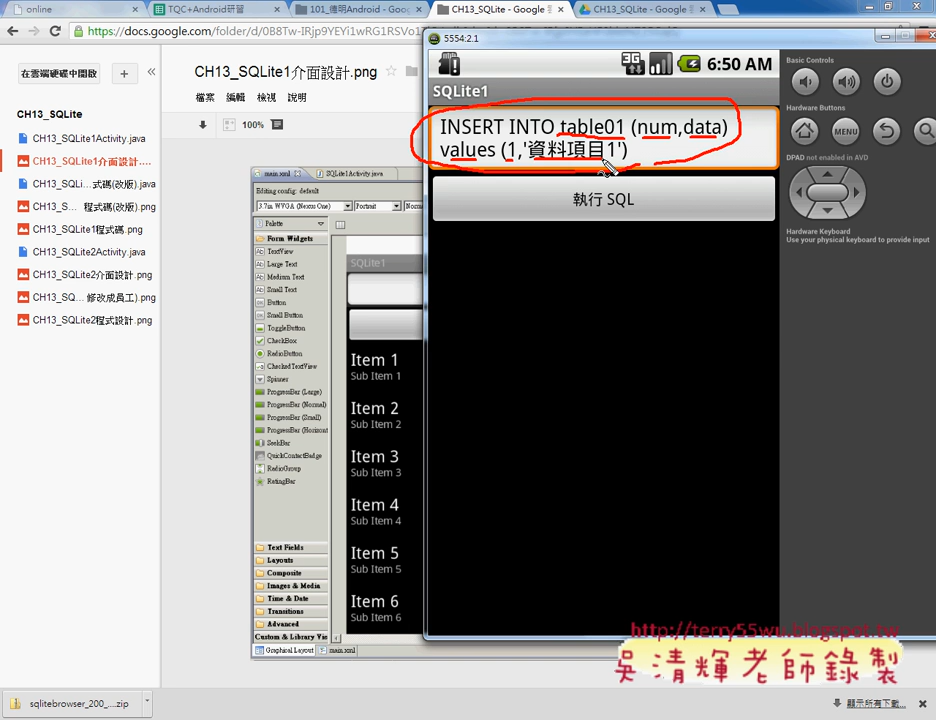 online
TQC+Android研習
101_德明Android - Goog
CH13_SQLite - Google
CH13_SQLite - Google
https://docs.google.com/folder/d/0B8Tw-IRjp9YEYi1wRG1RSVo1
在雲端硬碟中開啟
CH13_SQLite
CH13_SQLite1Activity.java
CH13_SQLite1介面設計....
CH13_SQLi... 式碼(改版).java
CH13_S... 程式碼(改版).png
CH13_SQLite1程式碼.png
CH13_SQLite2Activity.java
CH13_SQLite2介面設計.png
CH13_SQ... 修改成員工).png
CH13_SQLite2程式設計.png
CH13_SQLite1介面設計.png
檔案 編輯 檢視 說明
100%
main.xml
SQLite1Activity.java
Editing config: default
3.7in WVGA (Nexus One)
Portrait
Norm
Palette
Form Widgets
TextView
Large Text
Medium Text
Small Text
Button
Small Button
ToggleButton
CheckBox
RadioButton
CheckedTextView
Spinner
ProgressBar (Large)
ProgressBar (Normal)
ProgressBar (Small)
ProgressBar (Horizont
SeekBar
QuickContactBadge
RadioGroup
RatingBar
Text Fields
Layouts
Composite
Images & Media
Time & Date
Transitions
Advanced
Custom & Library Vie
Graphical Layout
main.xml
SQLite1
Item 1
Sub Item 1
Item 2
Sub Item 2
Item 3
Sub Item 3
Item 4
Sub Item 4
Item 5
Sub Item 5
Item 6
Sub Item 6
5554:2.1
3G
6:50 AM
SQLite1
INSERT INTO table01 (num,data)
values (1,'資料項目1')
執行 SQL
Basic Controls
Hardware Buttons
MENU
DPAD not enabled in AVD
Hardware Keyboard
Use your physical keyboard to provide input
http://terry55wu.blogspot.tw
吳清輝老師錄製
sqlitebrowser_200_....zip
顯示所有下載...